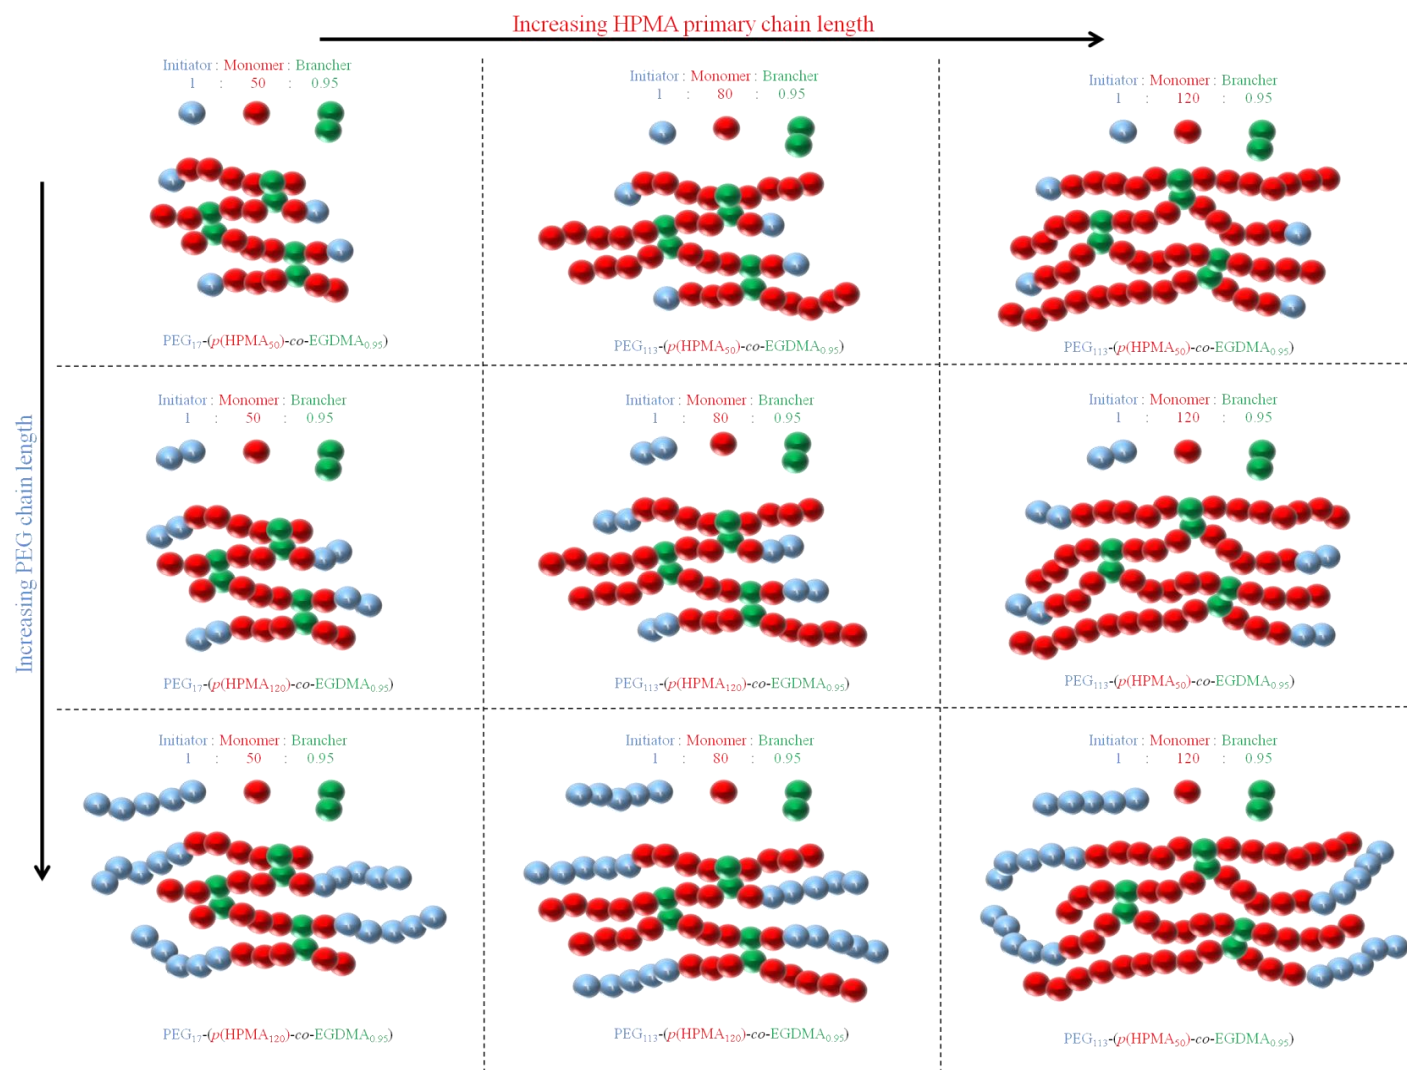 Increasing HPMA primary chain length
Increasing PEG chain length
Initiator : Monomer : Brancher
1 : 50 : 0.95
PEG17-(p(HPMA50)-co-EGDMA0.95)
Initiator : Monomer : Brancher
1 : 80 : 0.95
PEG113-(p(HPMA50)-co-EGDMA0.95)
Initiator : Monomer : Brancher
1 : 120 : 0.95
PEG113-(p(HPMA50)-co-EGDMA0.95)
Initiator : Monomer : Brancher
1 : 50 : 0.95
PEG17-(p(HPMA120)-co-EGDMA0.95)
Initiator : Monomer : Brancher
1 : 80 : 0.95
PEG113-(p(HPMA120)-co-EGDMA0.95)
Initiator : Monomer : Brancher
1 : 120 : 0.95
PEG113-(p(HPMA50)-co-EGDMA0.95)
Initiator : Monomer : Brancher
1 : 50 : 0.95
PEG17-(p(HPMA120)-co-EGDMA0.95)
Initiator : Monomer : Brancher
1 : 80 : 0.95
PEG113-(p(HPMA120)-co-EGDMA0.95)
Initiator : Monomer : Brancher
1 : 120 : 0.95
PEG113-(p(HPMA50)-co-EGDMA0.95)